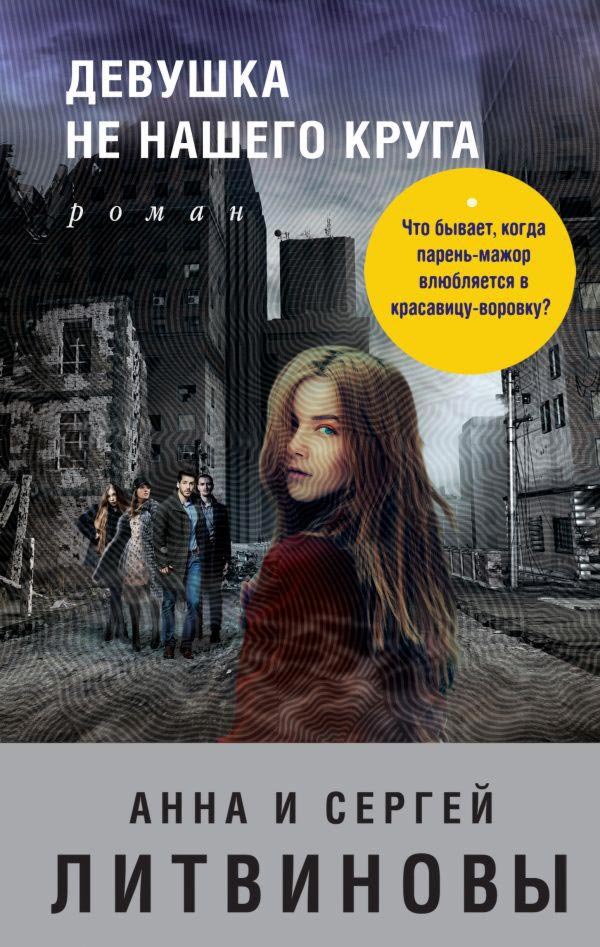 ДЕВУШКА
НЕ НАШЕГО КРУГА
роман
Что бывает, когда
парень-мажор
влюбляется в
красавицу-воровку?
АННА И СЕРГЕЙ
ЛИТВИНОВЫ